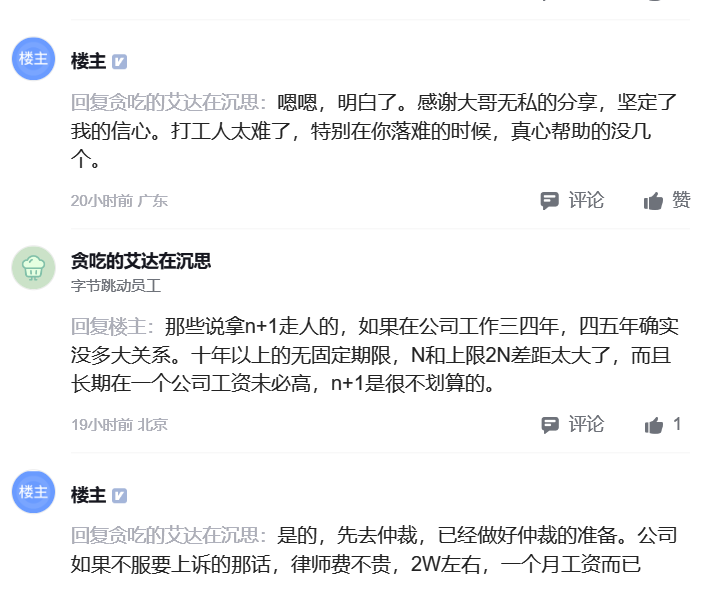 楼主
楼主
回复贪吃的艾达在沉思：嗯嗯，明白了。感谢大哥无私的分享，坚定了
我的信心。打工人太难了，特别在你落难的时候，真心帮助的没几
个。
20小时前 广东 评论 赞
贪吃的艾达在沉思
字节跳动员工
回复楼主：那些说拿n+1走人的，如果在公司工作三四年，四五年确实
没多大关系。十年以上的无固定期限，N和上限2N差距太大了，而且
长期在一个公司工资未必高，n+1是很不划算的。
19小时前 北京 评论 1
楼主
楼主
回复贪吃的艾达在沉思：是的，先去仲裁，已经做好仲裁的准备。公司
如果不服要上诉的那话，律师费不贵，2W左右，一个月工资而已